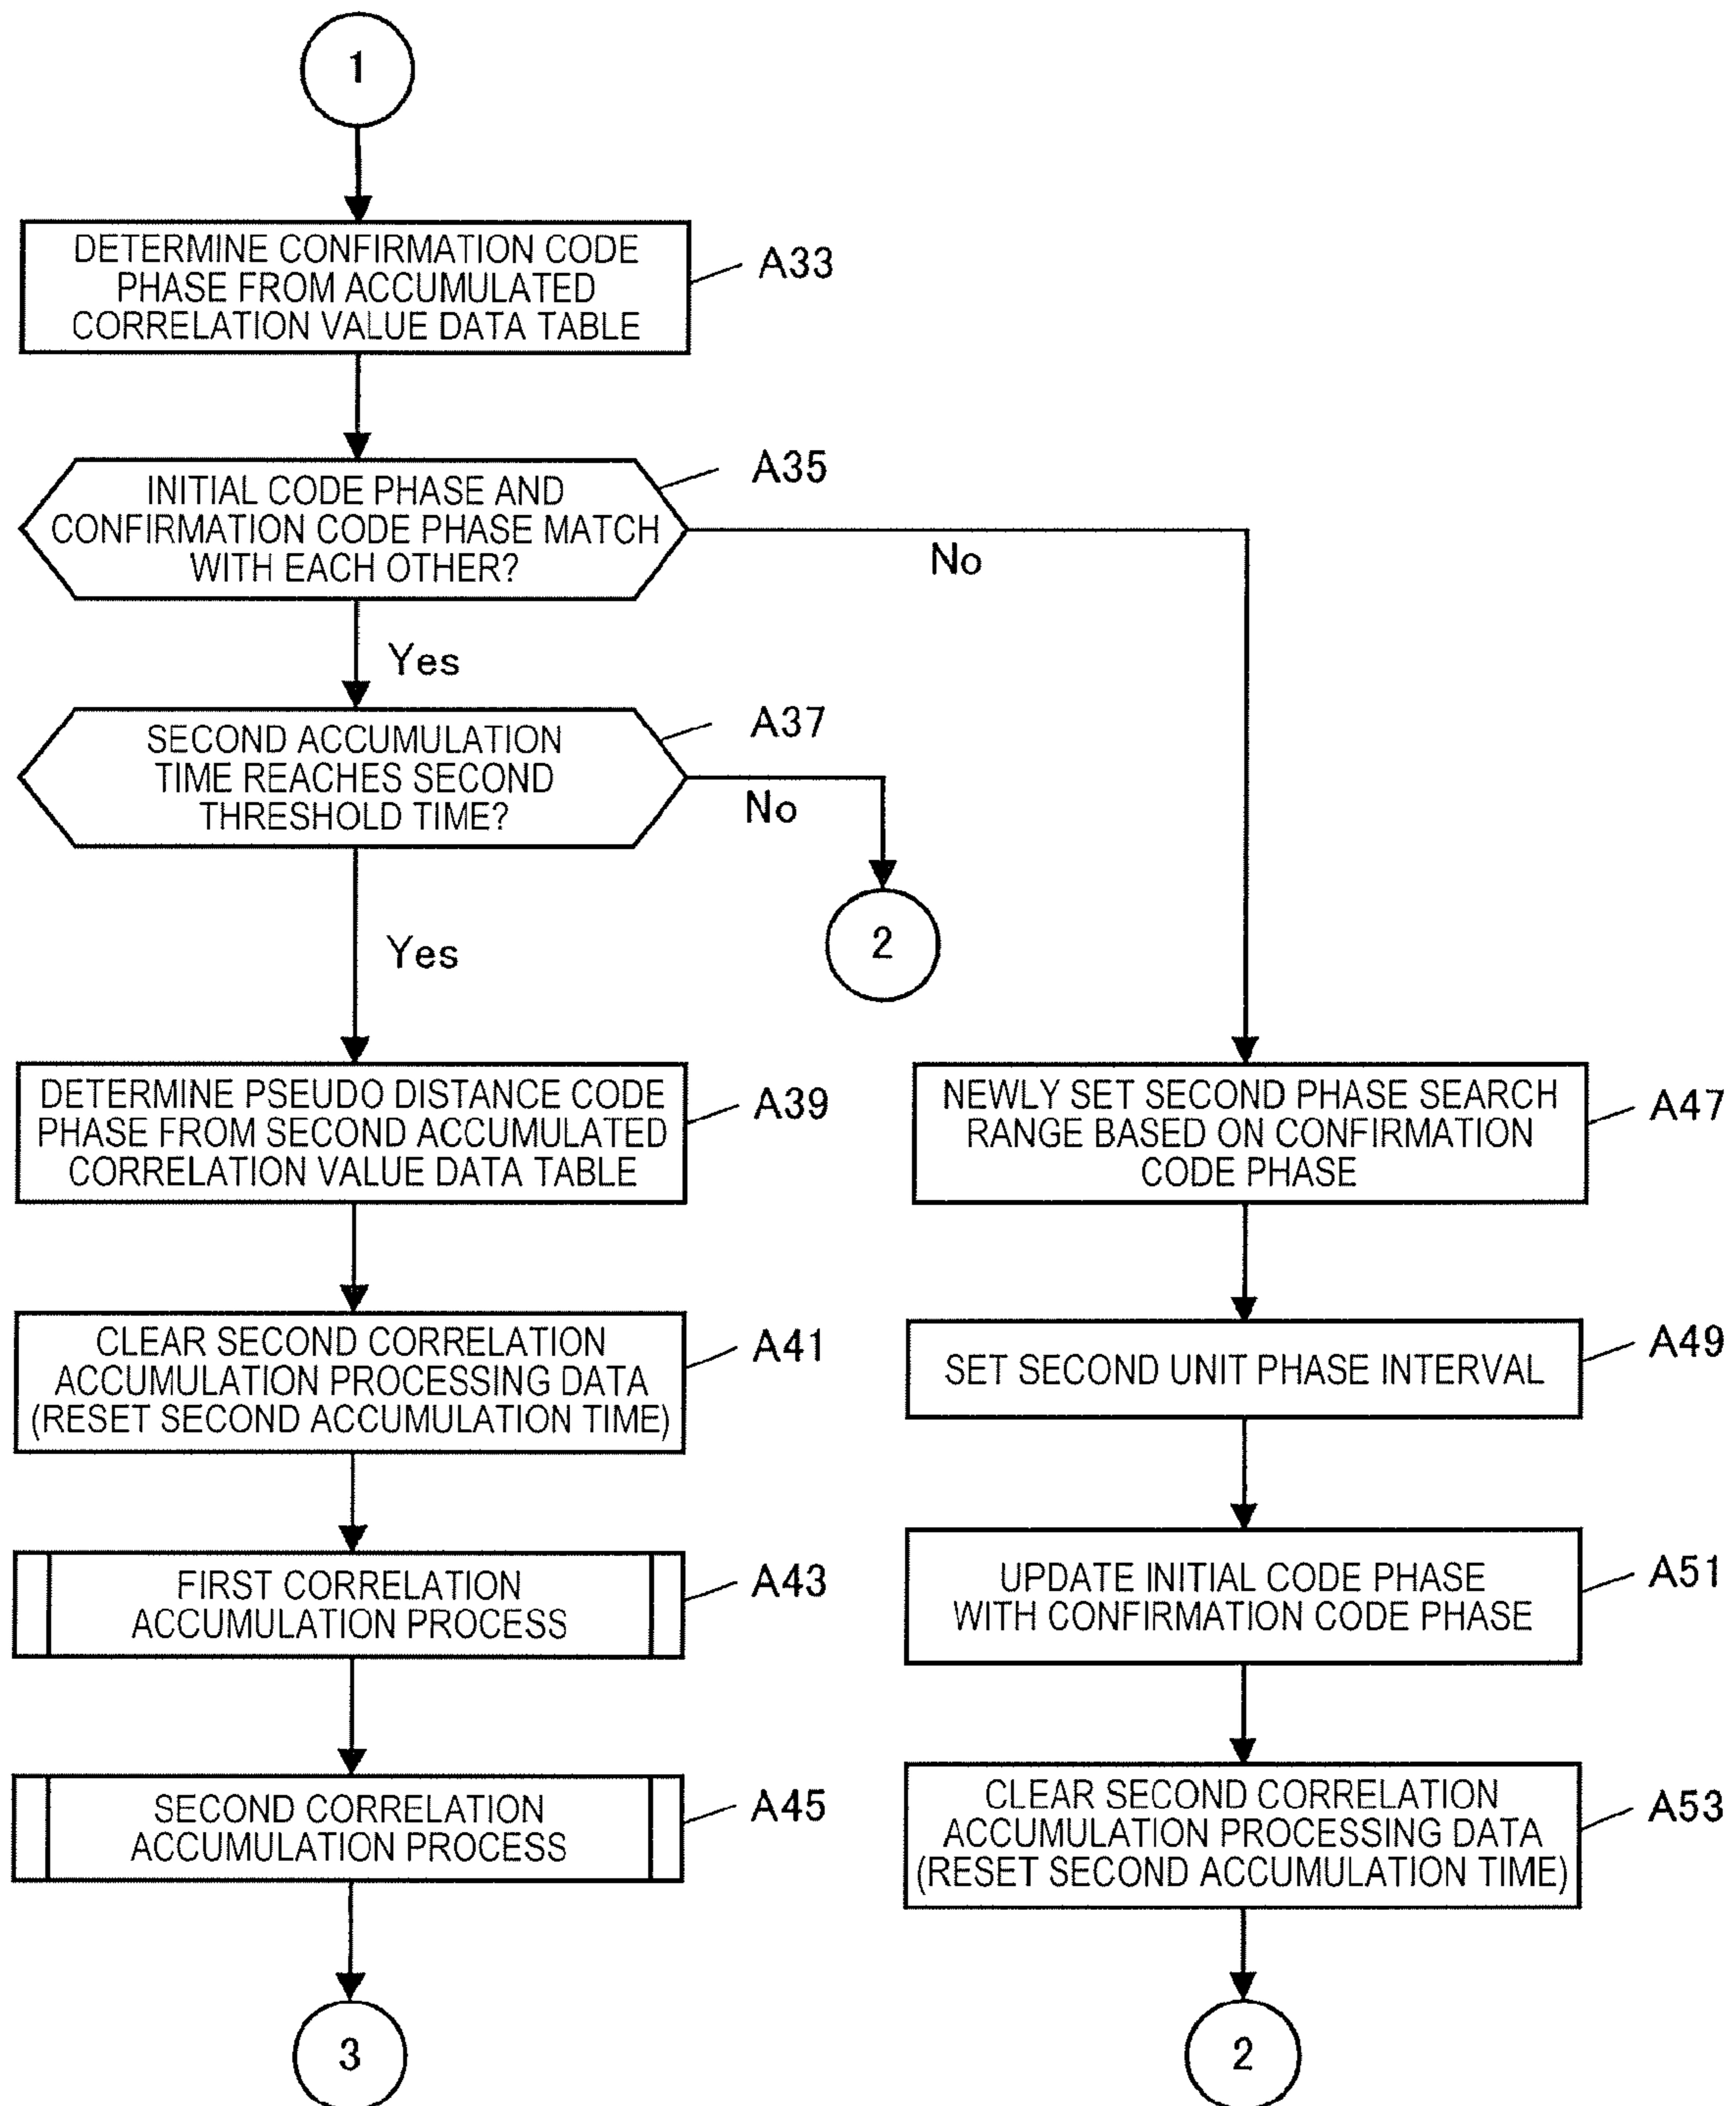 1
DETERMINE CONFIRMATION CODE
PHASE FROM ACCUMULATED
CORRELATION VALUE DATA TABLE
A33
INITIAL CODE PHASE AND
CONFIRMATION CODE PHASE MATCH
WITH EACH OTHER?
A35
No
Yes
SECOND ACCUMULATION
TIME REACHES SECOND
THRESHOLD TIME?
A37
No
2
Yes
DETERMINE PSEUDO DISTANCE CODE
PHASE FROM SECOND ACCUMULATED
CORRELATION VALUE DATA TABLE
A39
CLEAR SECOND CORRELATION
ACCUMULATION PROCESSING DATA
(RESET SECOND ACCUMULATION TIME)
A41
FIRST CORRELATION
ACCUMULATION PROCESS
A43
SECOND CORRELATION
ACCUMULATION PROCESS
A45
3
NEWLY SET SECOND PHASE SEARCH
RANGE BASED ON CONFIRMATION
CODE PHASE
A47
SET SECOND UNIT PHASE INTERVAL
A49
UPDATE INITIAL CODE PHASE
WITH CONFIRMATION CODE PHASE
A51
CLEAR SECOND CORRELATION
ACCUMULATION PROCESSING DATA
(RESET SECOND ACCUMULATION TIME)
A53
2